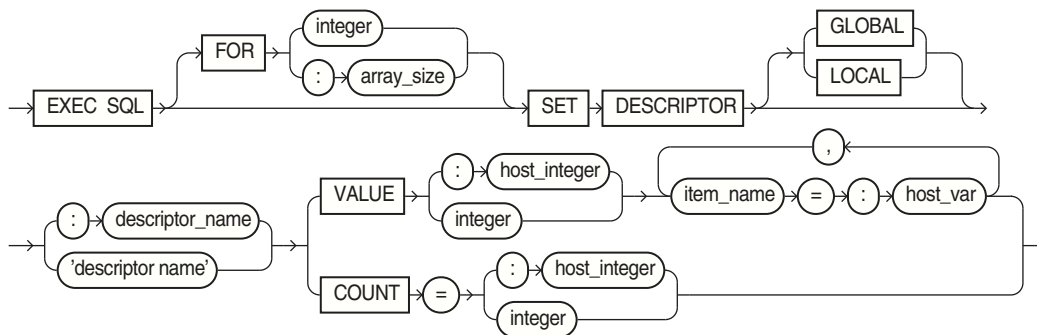 integer
GLOBAL
FOR
: array_size
LOCAL
EXEC SQL SET DESCRIPTOR
,
: host_integer
VALUE item_name = : host_var
: descriptor_name integer
'descriptor name' : host_integer
COUNT =
integer